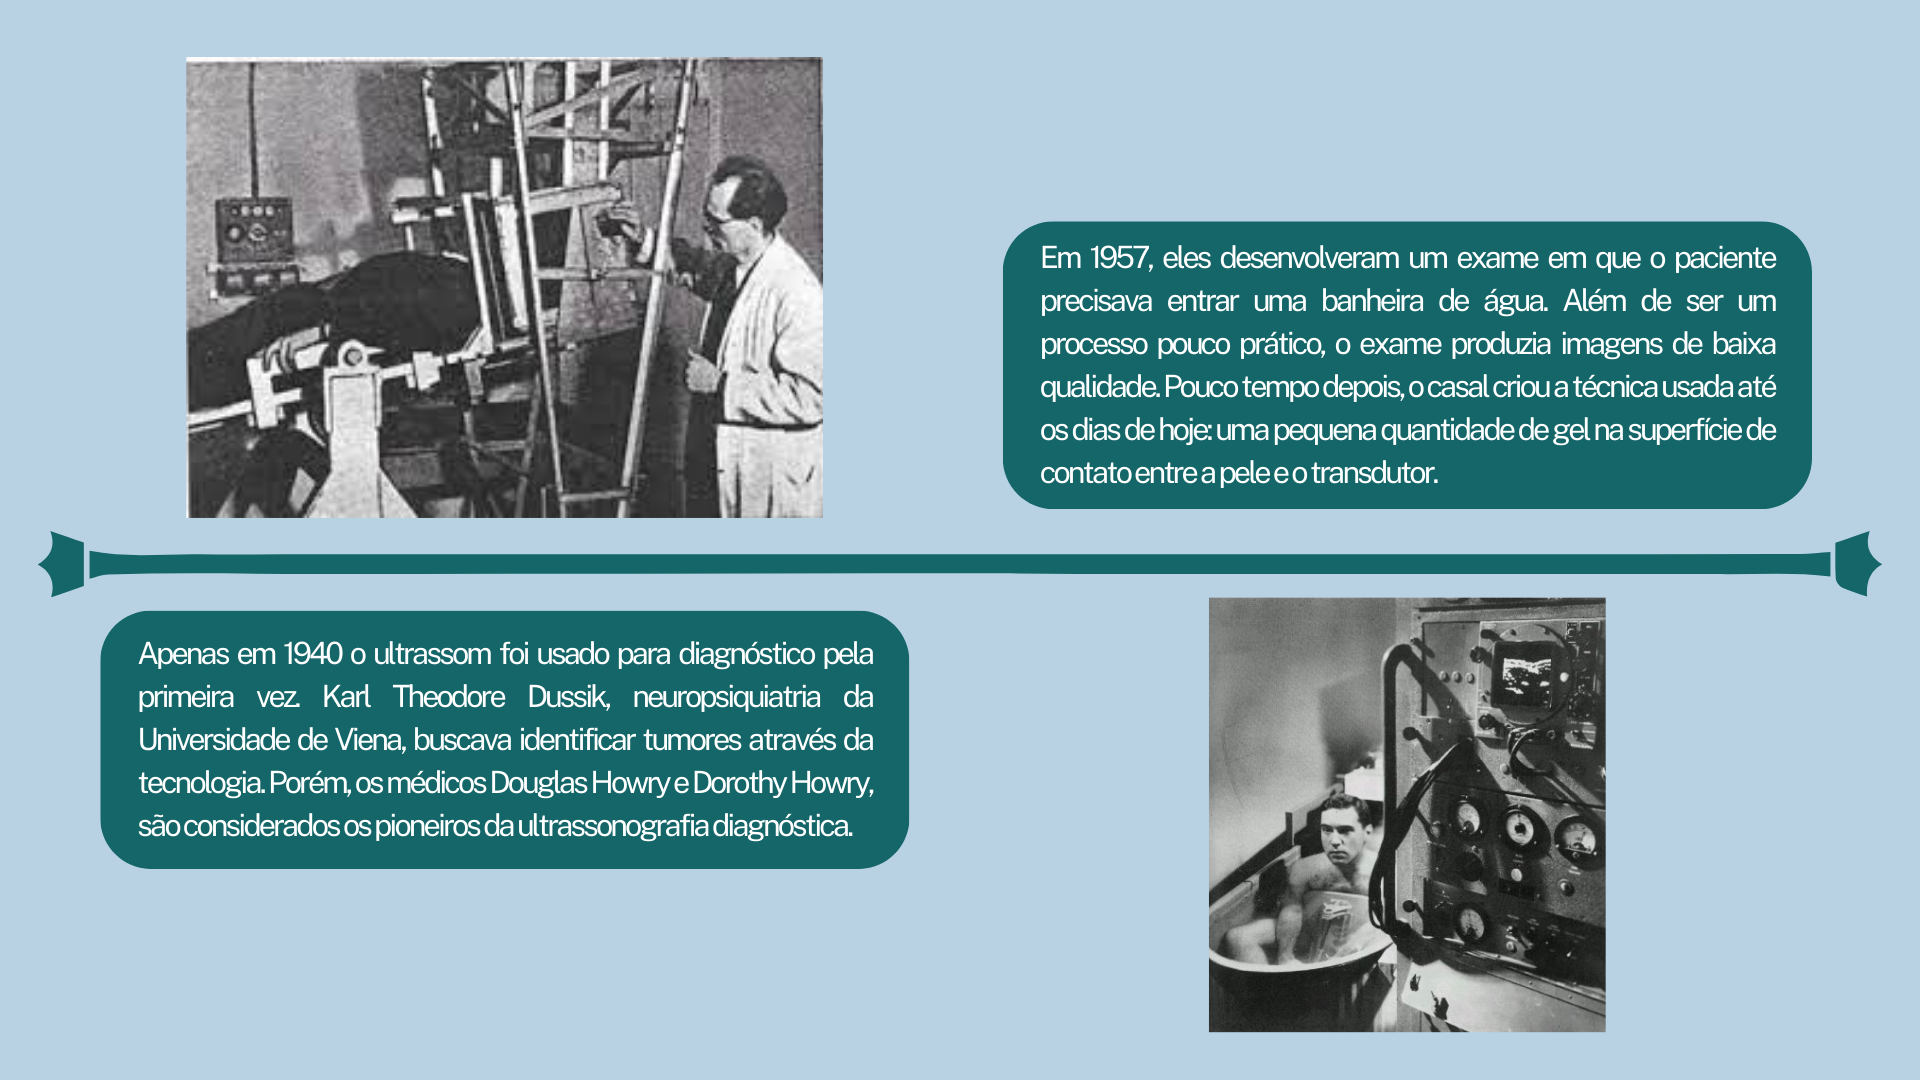 Apenas em 1940 o ultrassom foi usado para diagnóstico pela
primeira vez. Karl Theodore Dussik, neuropsiquiatria da
Universidade de Viena, buscava identificar tumores através da
tecnologia. Porém, os médicos Douglas Howry e Dorothy Howry,
são considerados os pioneiros da ultrassonografia diagnóstica.
Em 1957, eles desenvolveram um exame em que o paciente
precisava entrar uma banheira de água. Além de ser um
processo pouco prático, o exame produzia imagens de baixa
qualidade. Pouco tempo depois, o casal criou a técnica usada até
os dias de hoje: uma pequena quantidade de gel na superfície de
contato entre a pele e o transdutor.